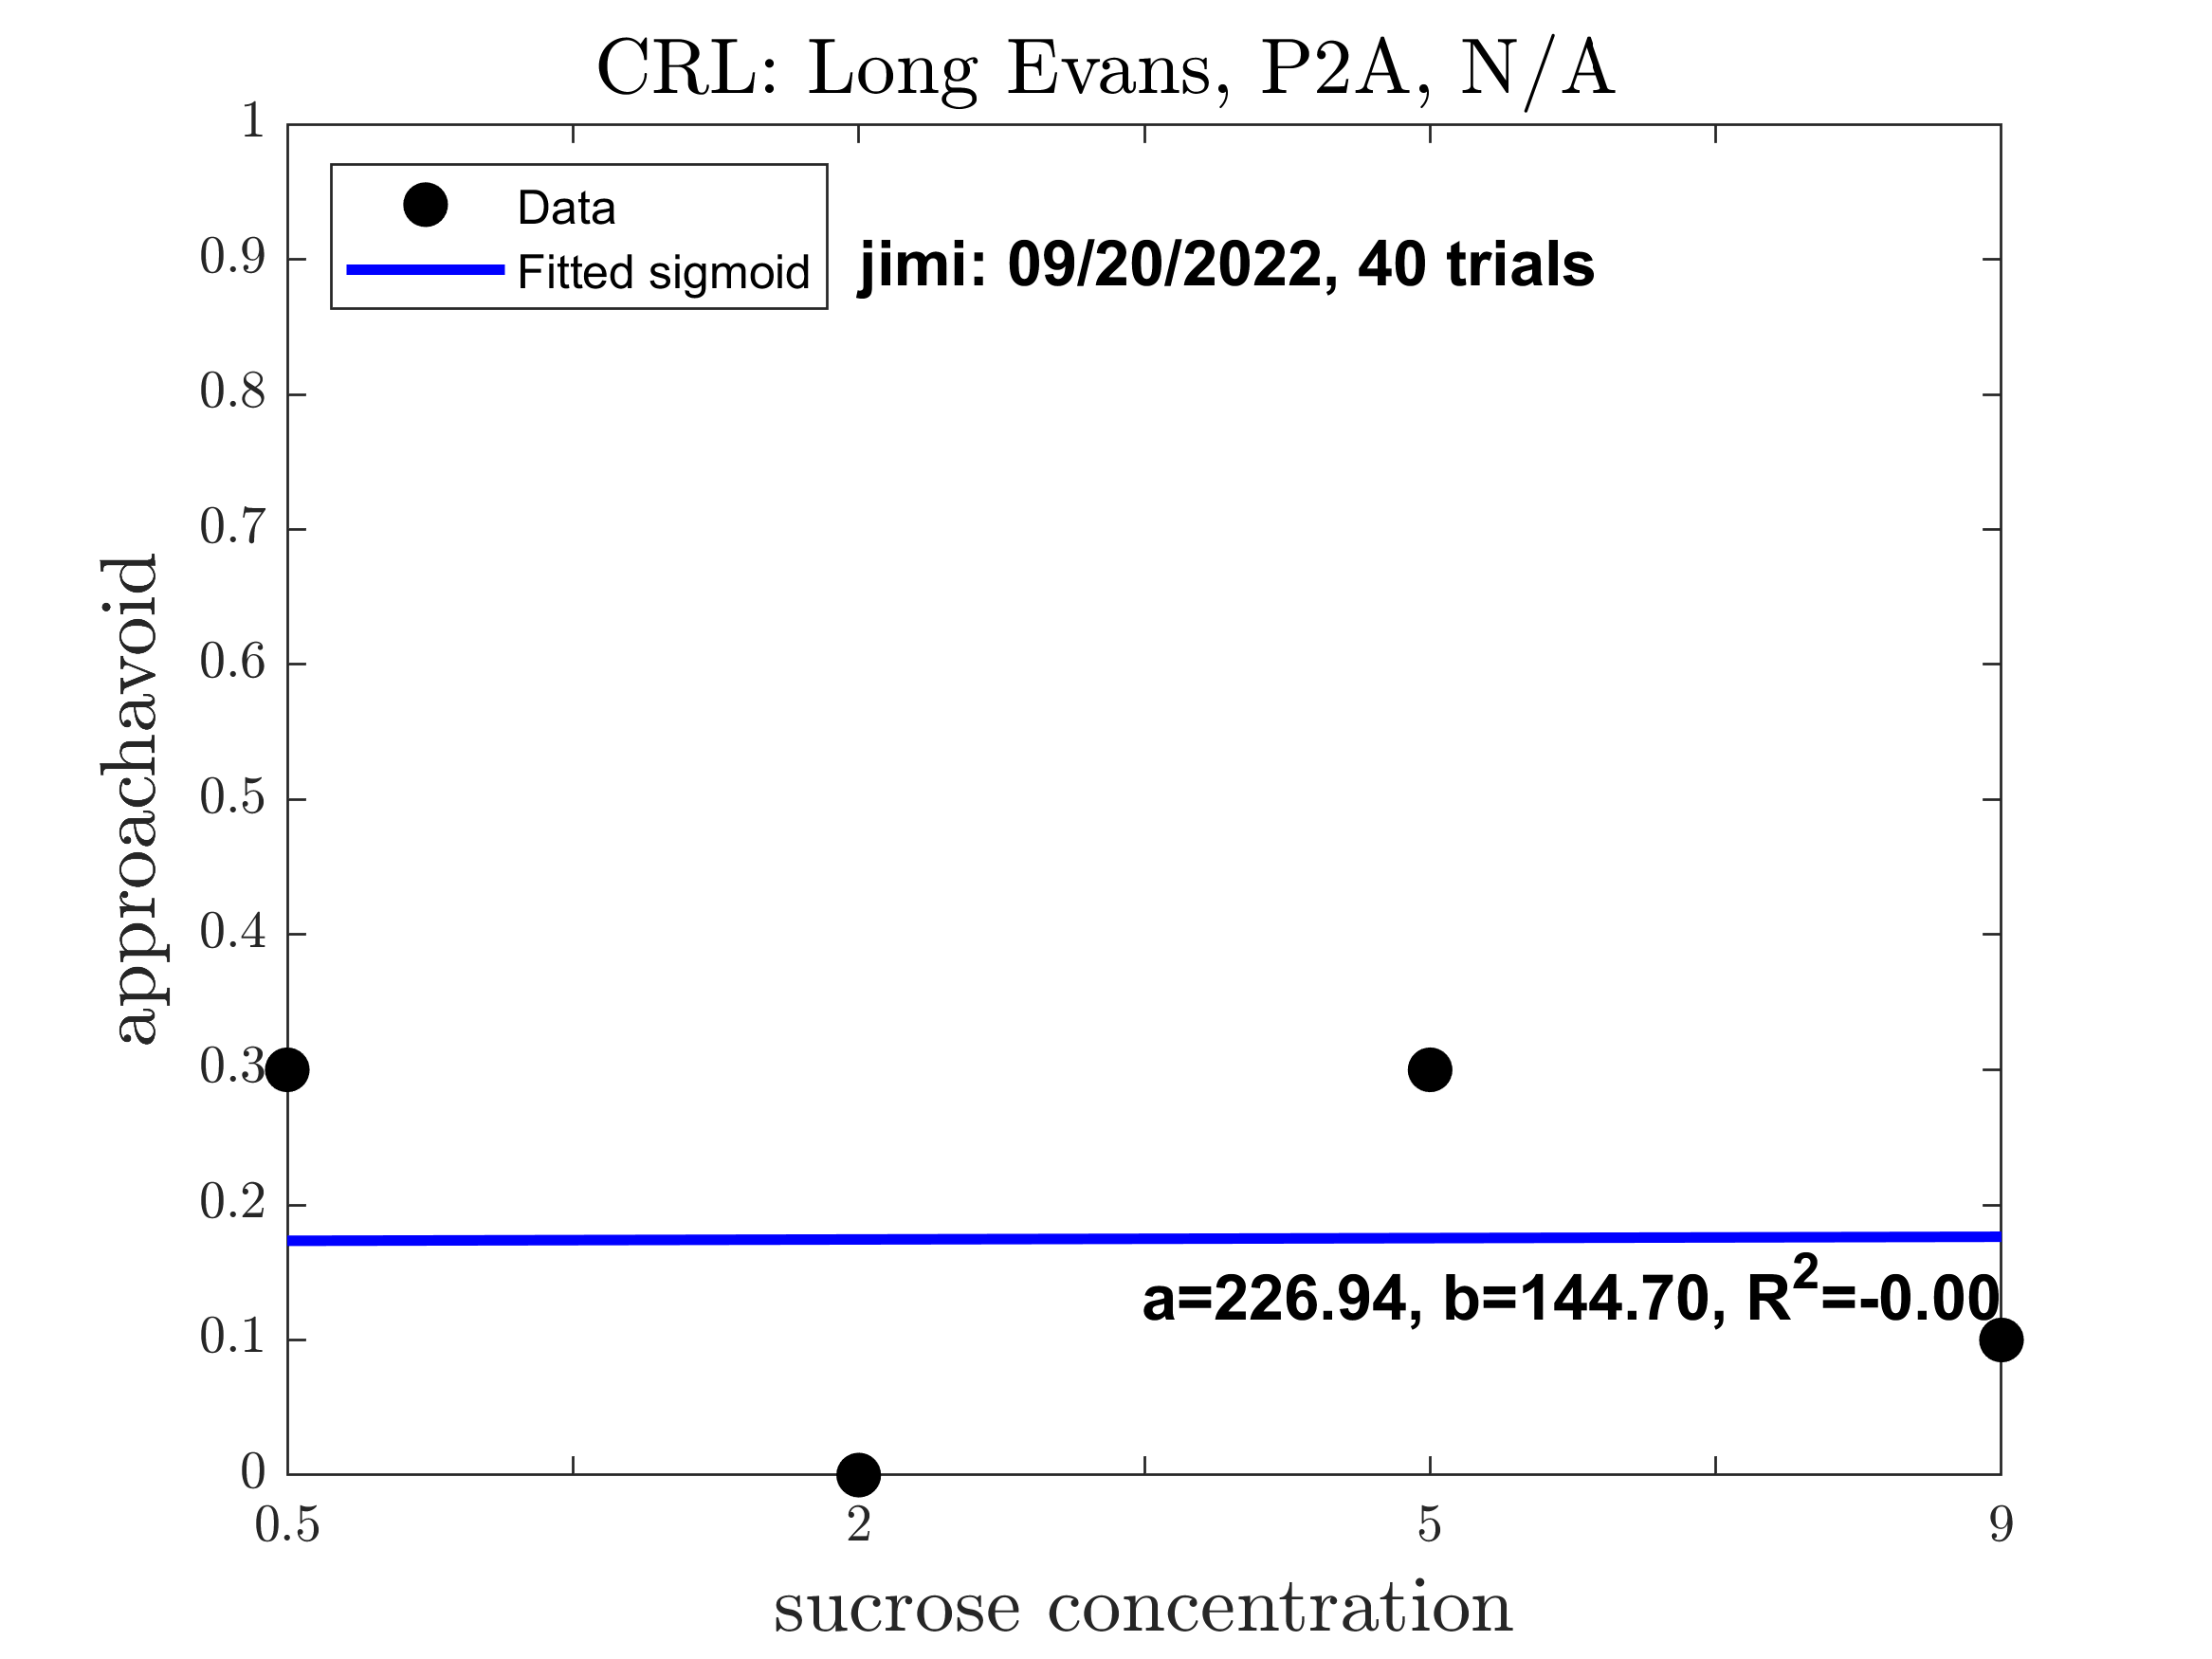 CRL: Long Evans, P2A, N/A
1
0.9
0.8
0.7
0.6
0.5
0.4
0.3
0.2
0.1
0
approachavoid
Data
Fitted sigmoid
jimi: 09/20/2022, 40 trials
a=226.94, b=144.70, R²=-0.00
0.5 2 5 9
sucrose concentration